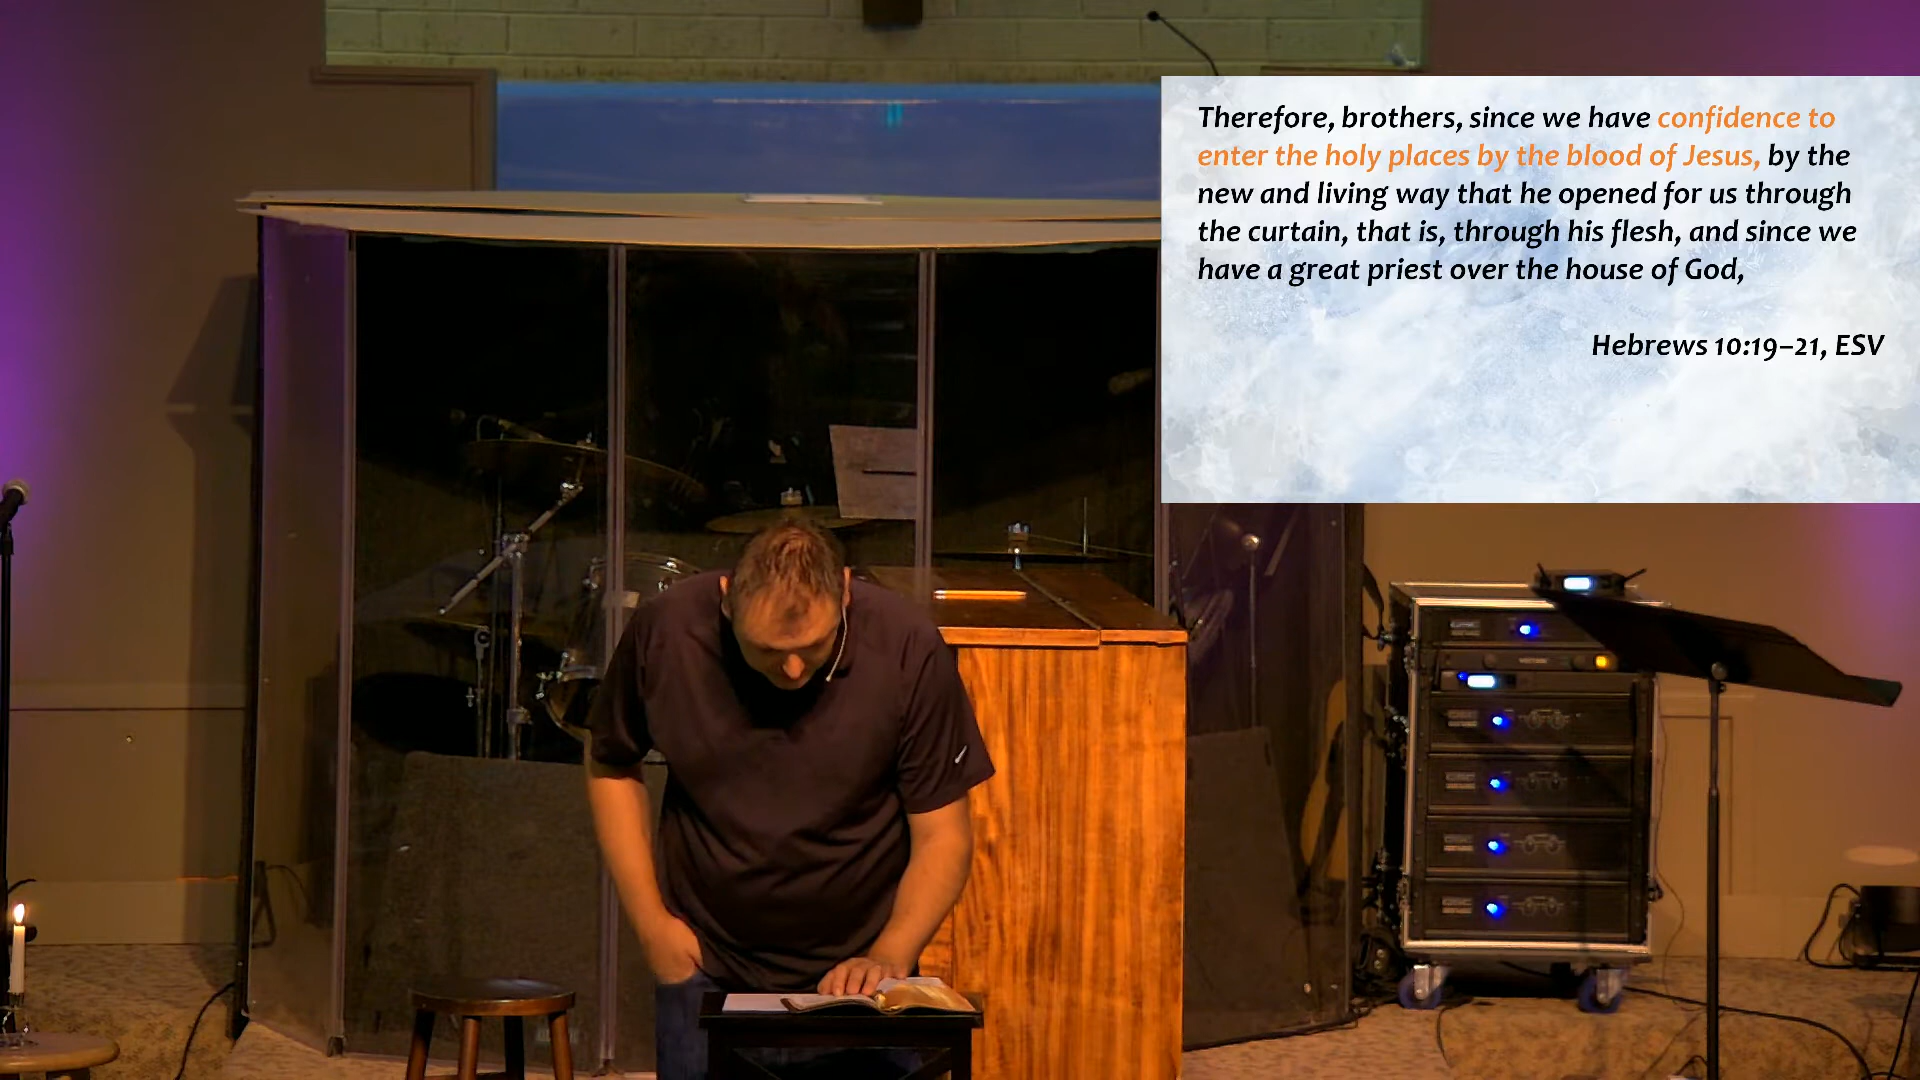 Therefore, brothers, since we have confidence to
enter the holy places by the blood of Jesus, by the
new and living way that he opened for us through
the curtain, that is, through his flesh, and since we
have a great priest over the house of God,
Hebrews 10:19–21, ESV